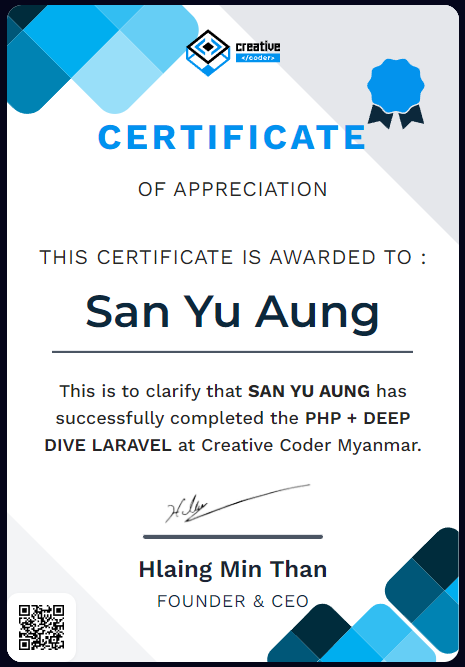 creative
</coder>
CERTIFICATE
OF APPRECIATION
THIS CERTIFICATE IS AWARDED TO :
San Yu Aung
This is to clarify that SAN YU AUNG has
successfully completed the PHP + DEEP
DIVE LARAVEL at Creative Coder Myanmar.
Hlaing Min Than
FOUNDER & CEO